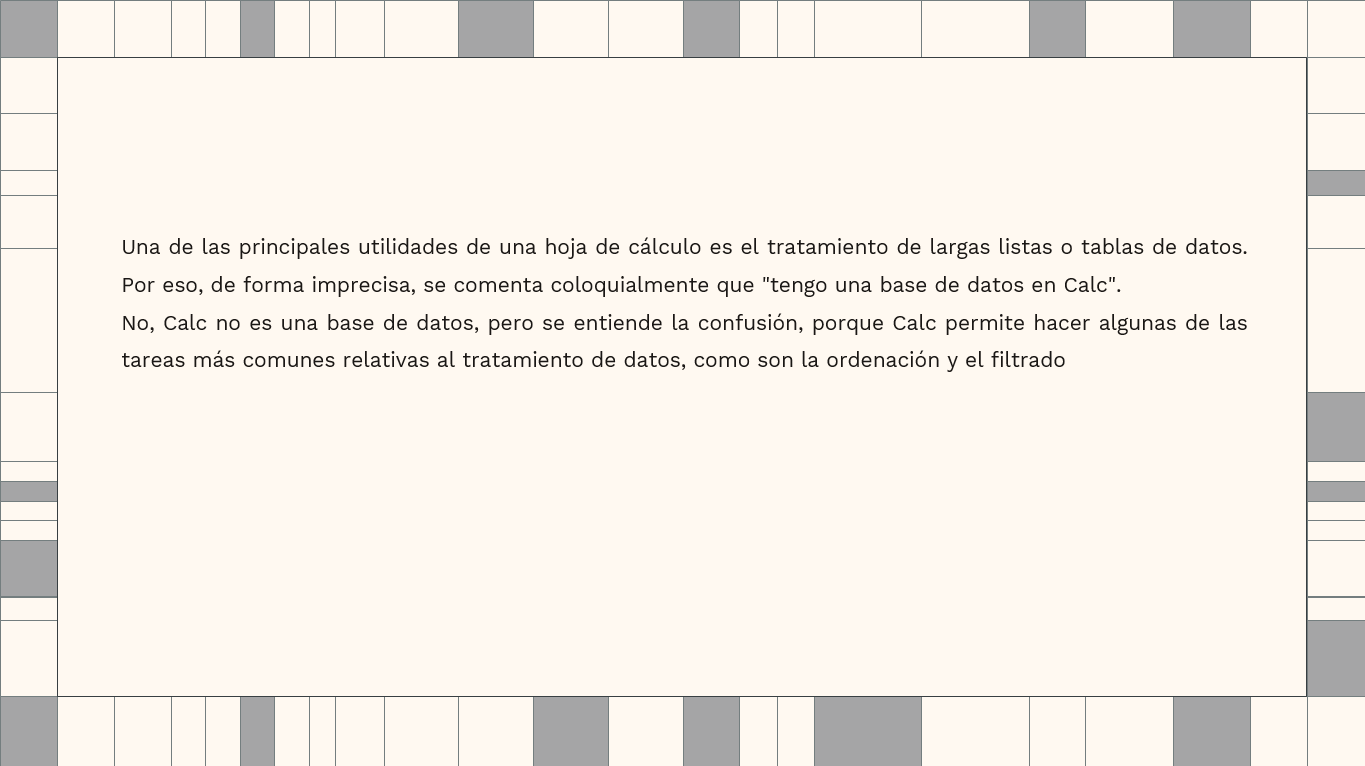 Una de las principales utilidades de una hoja de cálculo es el tratamiento de largas listas o tablas de datos.
Por eso, de forma imprecisa, se comenta coloquialmente que "tengo una base de datos en Calc".
No, Calc no es una base de datos, pero se entiende la confusión, porque Calc permite hacer algunas de las
tareas más comunes relativas al tratamiento de datos, como son la ordenación y el filtrado